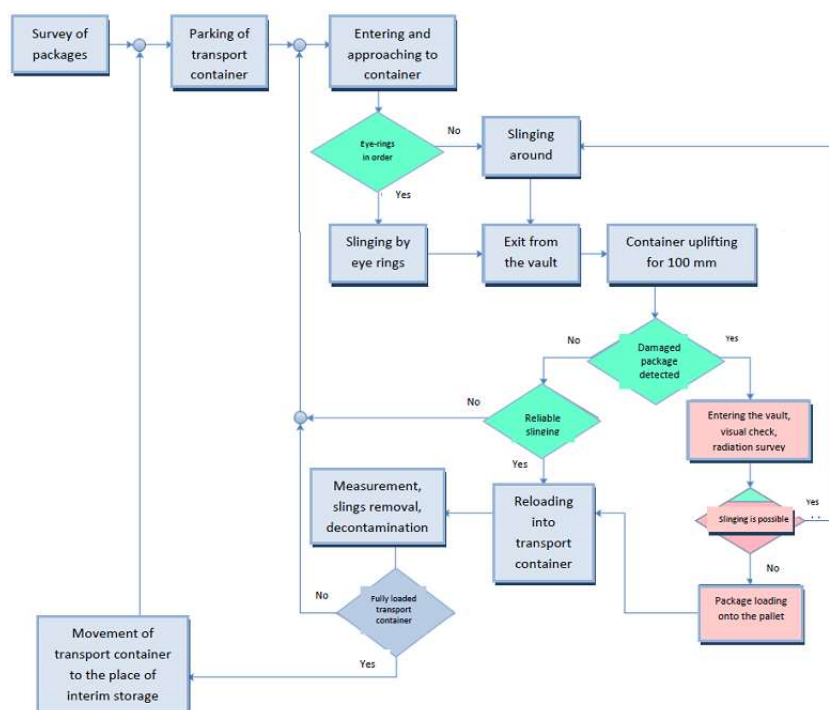 Survey of
packages
Parking of
transport
container
Entering and
approaching to
container
Eye-rings
in order
No
Slinging
around
Yes
Slinging by
eye rings
Exit from
the vault
Container uplifting
for 100 mm
No
Damaged
package
detected
Yes
Entering the vault,
visual check,
radiation survey
No
Reliable
slinging
Yes
Slinging is possible
Yes
Measurement,
slings removal,
decontamination
Reloading
into
transport
container
No
Package loading
onto the pallet
No
Fully loaded
transport
container
Yes
Movement of
transport container
to the place of
interim storage